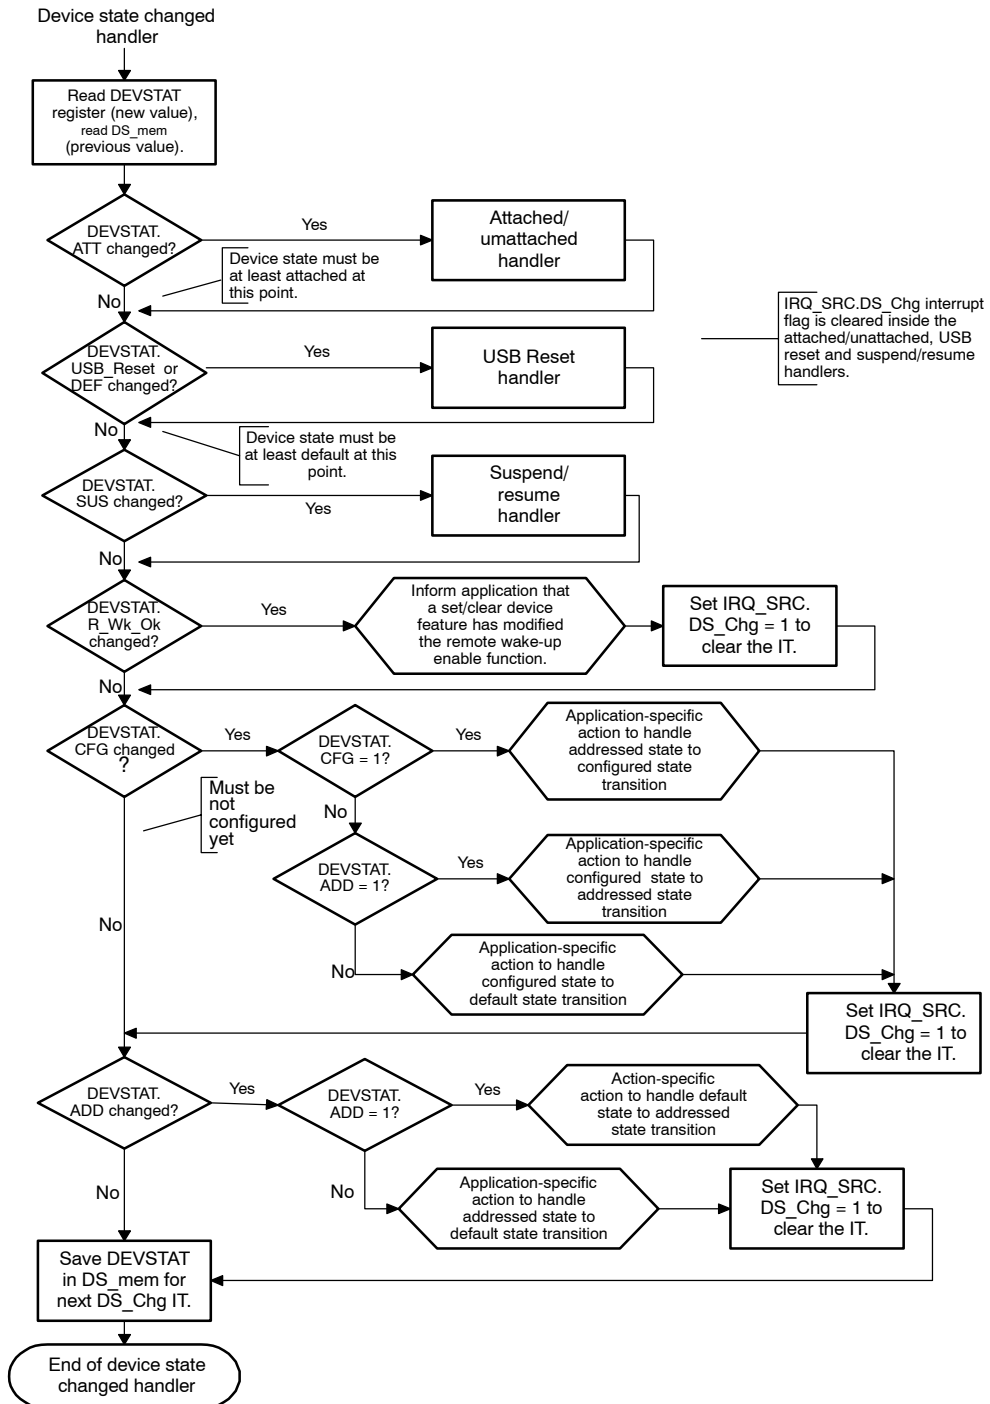 Device state changed
handler
Read DEVSTAT
register (new value),
read DS_mem
(previous value).
DEVSTAT.
ATT changed?
Yes
Attached/
umattached
handler
Device state must be
at least attached at
this point.
No
IRQ_SRC.DS_Chg interrupt
flag is cleared inside the
attached/unattached, USB
reset and suspend/resume
handlers.
DEVSTAT.
USB_Reset or
DEF changed?
Yes
USB Reset
handler
No
Device state must be
at least default at this
point.
DEVSTAT.
SUS changed?
Yes
Suspend/
resume
handler
No
DEVSTAT.
R_Wk_Ok
changed?
Yes
Inform application that
a set/clear device
feature has modified
the remote wake-up
enable function.
Set IRQ_SRC.
DS_Chg = 1 to
clear the IT.
No
DEVSTAT.
CFG changed
?
Yes
DEVSTAT.
CFG = 1?
Yes
Application-specific
action to handle
addressed state to
configured state
transition
Must be
not
configured
yet
No
DEVSTAT.
ADD = 1?
Yes
Application-specific
action to handle
configured state to
addressed state
transition
No
No
Application-specific
action to handle
configured state to
default state transition
Set IRQ_SRC.
DS_Chg = 1 to
clear the IT.
DEVSTAT.
ADD changed?
Yes
DEVSTAT.
ADD = 1?
Yes
Action-specific
action to handle default
state to addressed
state transition
No
No
Application-specific
action to handle
addressed state to
default state transition
Set IRQ_SRC.
DS_Chg = 1 to
clear the IT.
Save DEVSTAT
in DS_mem for
next DS_Chg IT.
End of device state
changed handler